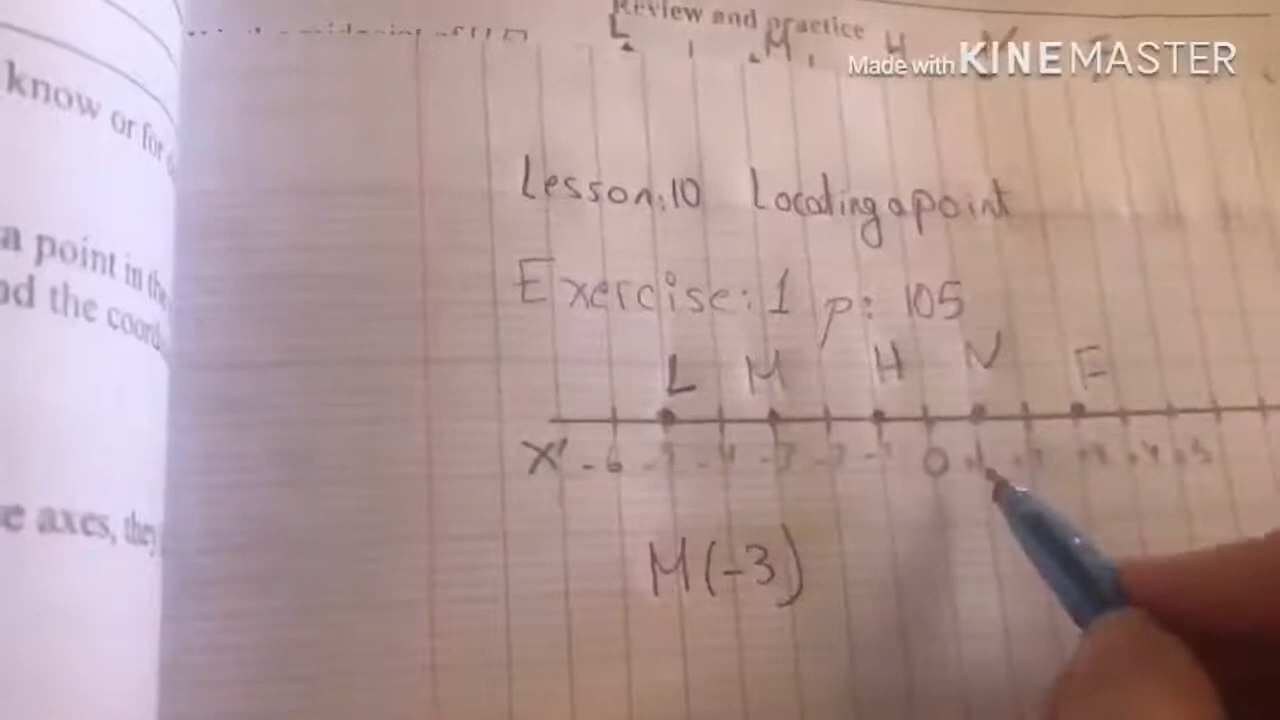 Review and practice
L M H
Made with KINEMASTER
know or for
a point in the
nd the coord
e axes, they
Lesson:10 Locating a point
Exercise: 1 p: 105
L M H N F
X' -6 -5 -4 -3 -2 -1 0 +1 +2 +3 +4 +5
M(-3)